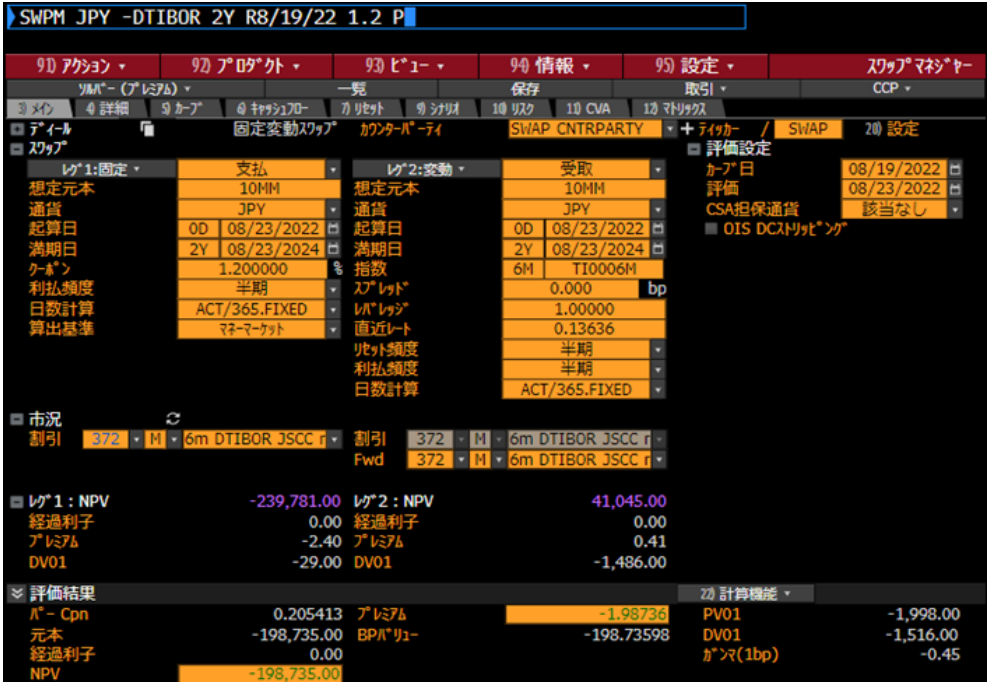 SWPM JPY -DTIBOR 2Y R8/19/22 1.2 P
91) ｱｸｼｮﾝ 92) ﾌﾟﾛﾀﾞｸﾄ 93) ﾋﾞｭｰ 94) 情報 95) 設定 ｽﾜｯﾌﾟﾏﾈｼﾞｬｰ
ｿﾙﾊﾞｰ (ﾌﾟﾚﾐｱﾑ) 一覧 保存 取引 CCP
3) ﾒｲﾝ 4) 詳細 5) ｶｰﾌﾞ 6) ｷｬｯｼｭﾌﾛｰ 7) ﾘｾｯﾄ 9) ｼﾅﾘｵ 10) ﾘｽｸ 11) CVA 12) ﾏﾄﾘｯｸｽ
ﾃﾞｨｰﾙ 固定変動ｽﾜｯﾌﾟ ｶｳﾝﾀｰﾊﾟｰﾃｨ SWAP CNTRPARTY ﾃｨｯｶｰ / SWAP 20) 設定
ｽﾜｯﾌﾟ 評価設定
ﾚｸﾞ1:固定 支払 ﾚｸﾞ2:変動 受取 ｶｰﾌﾞ日 08/19/2022
想定元本 10MM 想定元本 10MM 評価 08/23/2022
通貨 JPY 通貨 JPY CSA担保通貨 該当なし
起算日 0D 08/23/2022 起算日 0D 08/23/2022 OIS DCｽﾄﾘｯﾋﾟﾝｸﾞ
満期日 2Y 08/23/2024 満期日 2Y 08/23/2024
ｸｰﾎﾟﾝ 1.200000 % 指数 6M TI0006M
利払頻度 半期 ｽﾌﾟﾚｯﾄﾞ 0.000 bp
日数計算 ACT/365.FIXED ﾚﾊﾞﾚｯｼﾞ 1.00000
算出基準 ﾏﾈｰﾏｰｹｯﾄ 直近ﾚｰﾄ 0.13636
ﾘｾｯﾄ頻度 半期
利払頻度 半期
日数計算 ACT/365.FIXED
市況
割引 372 M 6m DTIBOR JSCC r 割引 372 M 6m DTIBOR JSCC r
Fwd 372 M 6m DTIBOR JSCC r
ﾚｸﾞ1 : NPV -239,781.00 ﾚｸﾞ2 : NPV 41,045.00
経過利子 0.00 経過利子 0.00
ﾌﾟﾚﾐｱﾑ -2.40 ﾌﾟﾚﾐｱﾑ 0.41
DV01 -29.00 DV01 -1,486.00
評価結果 22) 計算機能
ﾊﾟｰ Cpn 0.205413 ﾌﾟﾚﾐｱﾑ -1.98736 PV01 -1,998.00
元本 -198,735.00 BPﾊﾞﾘｭｰ -198.73598 DV01 -1,516.00
経過利子 0.00 ｶﾞﾝﾏ(1bp) -0.45
NPV -198,735.00